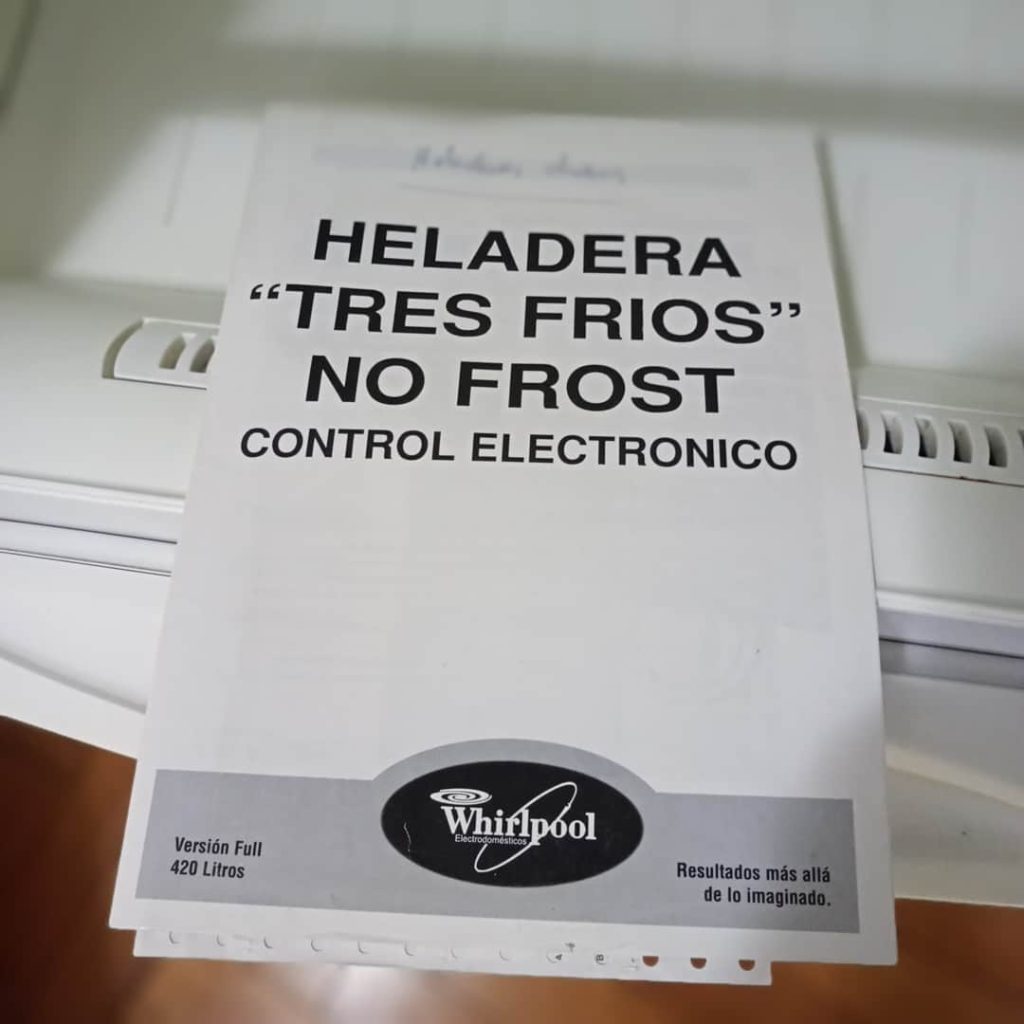 HELADERA
“TRES FRIOS”
NO FROST
CONTROL ELECTRONICO
Versión Full
420 Litros
Whirlpool
Electrodomésticos
Resultados más allá
de lo imaginado.
A
B